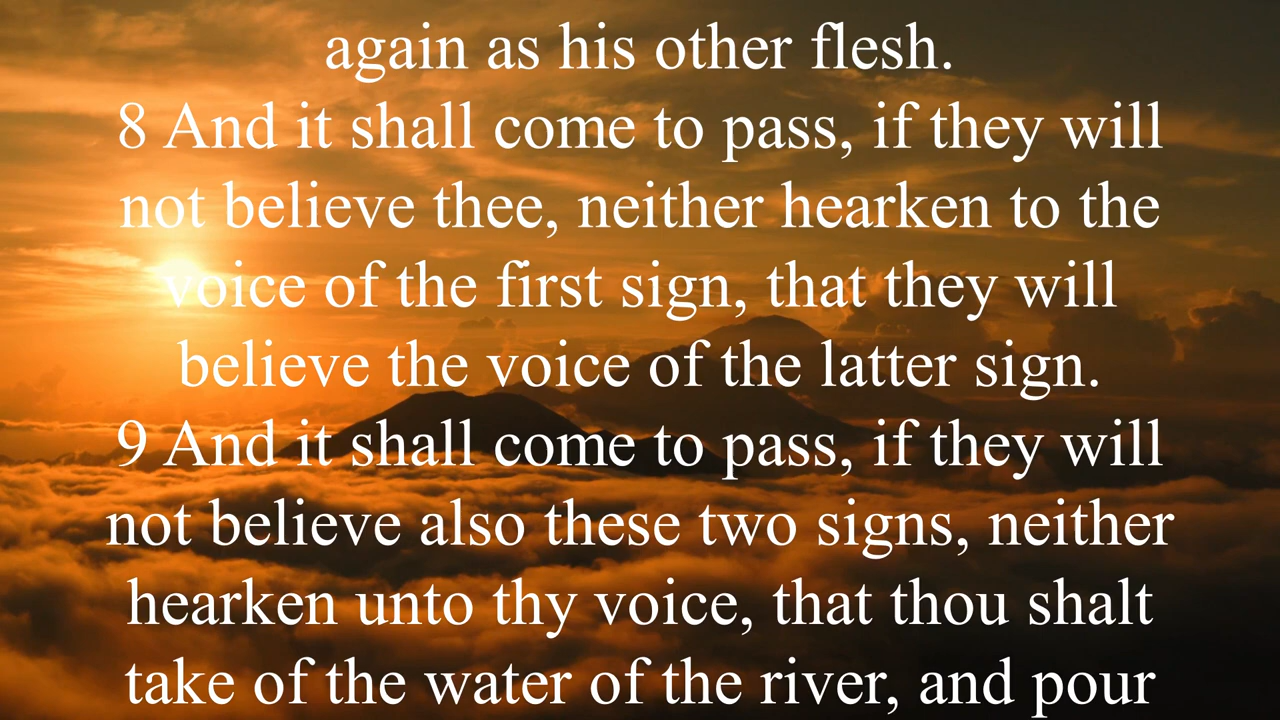 again as his other flesh.
8 And it shall come to pass, if they will
not believe thee, neither hearken to the
voice of the first sign, that they will
believe the voice of the latter sign.
9 And it shall come to pass, if they will
not believe also these two signs, neither
hearken unto thy voice, that thou shalt
take of the water of the river, and pour